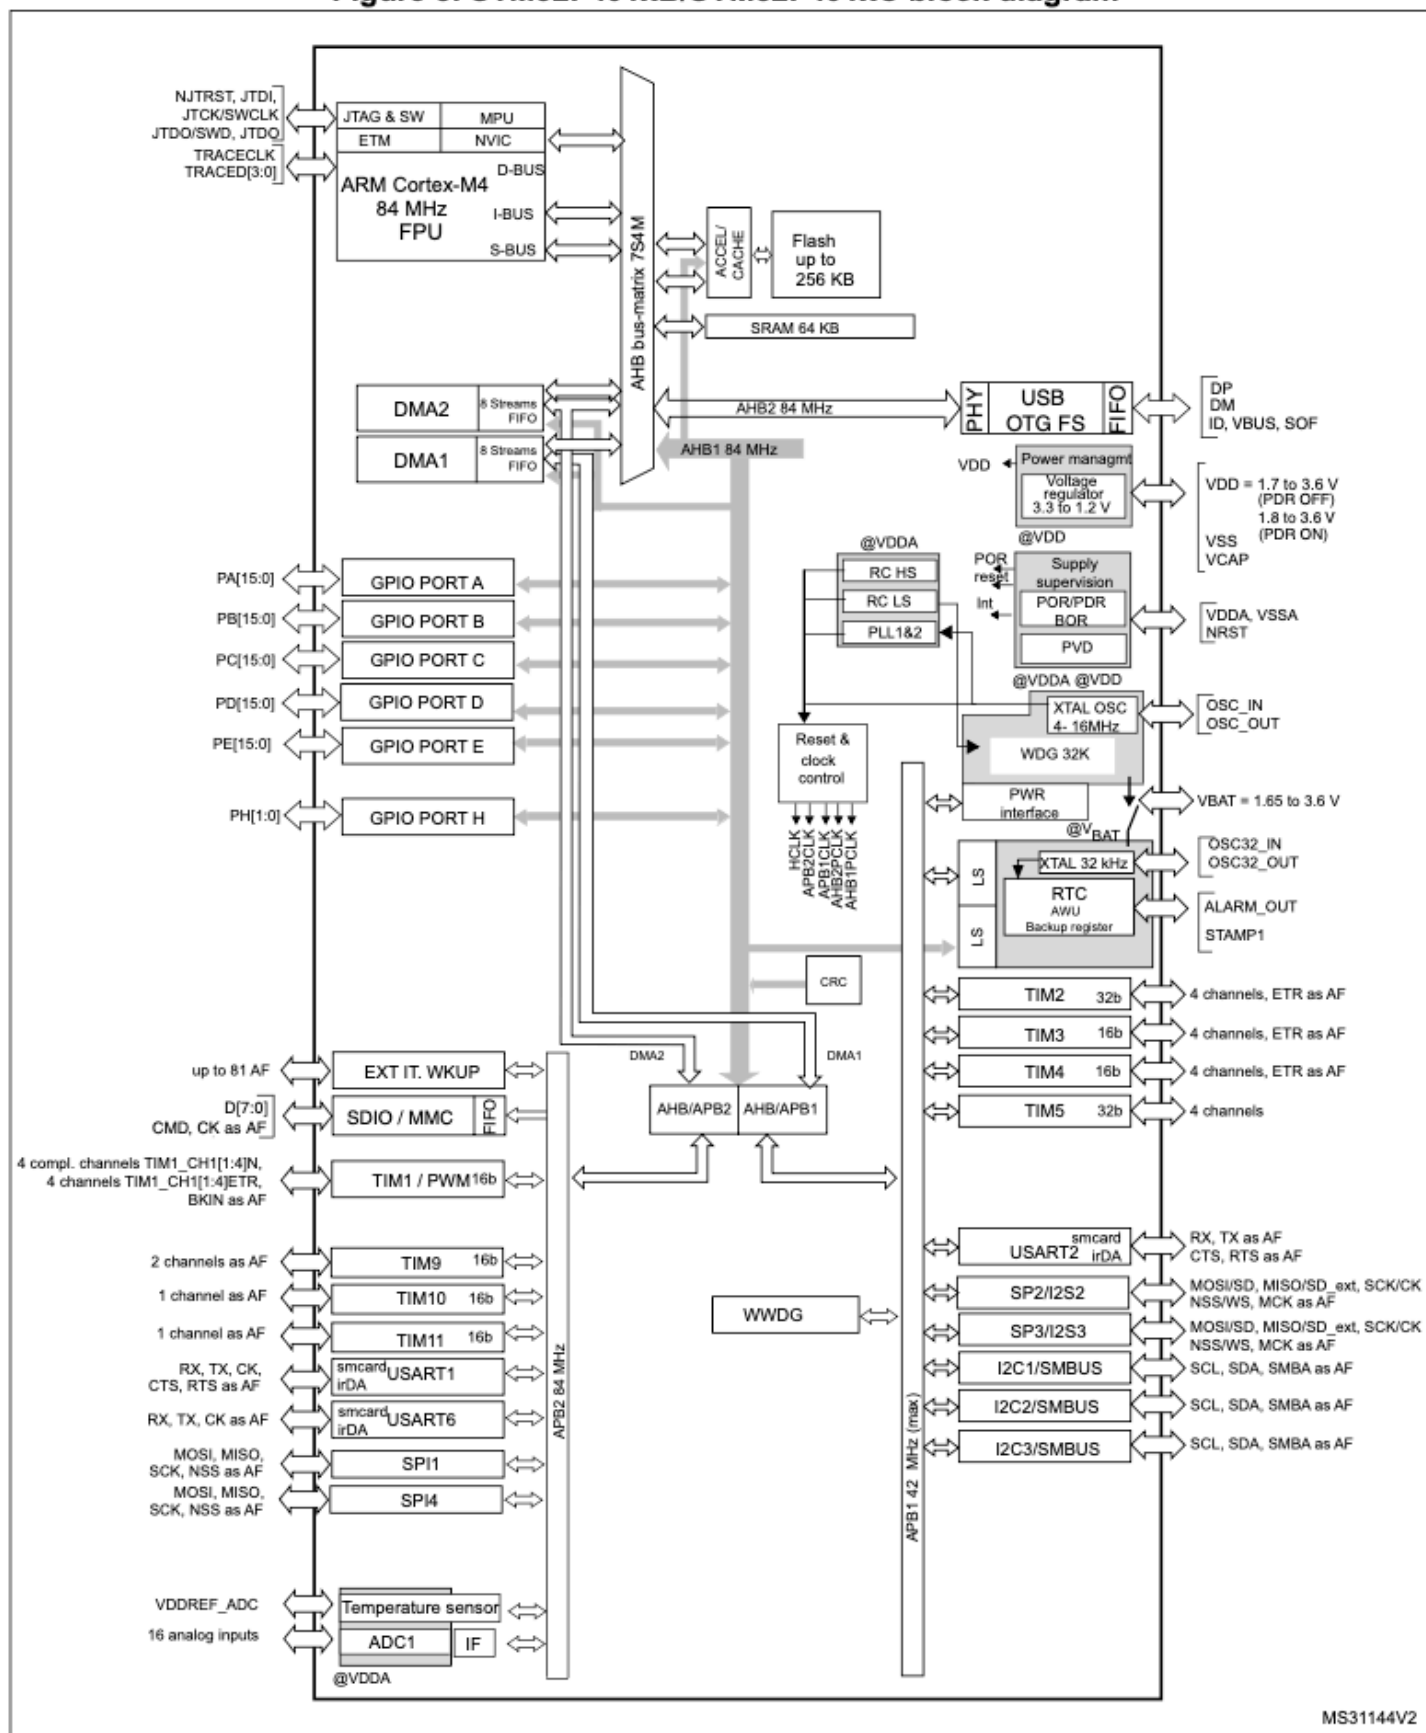 NJTRST, JTDI,
JTCK/SWCLK
JTDO/SWD, JTDO
TRACECLK
TRACED[3:0]
JTAG & SW
MPU
ETM
NVIC
D-BUS
ARM Cortex-M4
84 MHz
FPU
I-BUS
S-BUS
AHB bus-matrix 7S4M
ACCEL/
CACHE
Flash
up to
256 KB
SRAM 64 KB
DMA2
8 Streams
FIFO
DMA1
8 Streams
FIFO
AHB2 84 MHz
AHB1 84 MHz
PHY
USB
OTG FS
FIFO
DP
DM
ID, VBUS, SOF
VDD
Power managmt
Voltage
regulator
3.3 to 1.2 V
@VDD
VDD = 1.7 to 3.6 V
(PDR OFF)
1.8 to 3.6 V
(PDR ON)
VSS
VCAP
@VDDA
RC HS
RC LS
PLL1&2
POR
reset
Int
Supply
supervision
POR/PDR
BOR
PVD
@VDDA @VDD
VDDA, VSSA
NRST
XTAL OSC
4- 16MHz
OSC_IN
OSC_OUT
WDG 32K
PWR
interface
VBAT = 1.65 to 3.6 V
@VBAT
Reset &
clock
control
HCLK
APB2CLK
APB1CLK
AHB2PCLK
AHB1PCLK
LS
LS
XTAL 32 kHz
RTC
AWU
Backup register
OSC32_IN
OSC32_OUT
ALARM_OUT
STAMP1
PA[15:0]
GPIO PORT A
PB[15:0]
GPIO PORT B
PC[15:0]
GPIO PORT C
PD[15:0]
GPIO PORT D
PE[15:0]
GPIO PORT E
PH[1:0]
GPIO PORT H
CRC
DMA2
DMA1
AHB/APB2
AHB/APB1
TIM2 32b
4 channels, ETR as AF
TIM3 16b
4 channels, ETR as AF
TIM4 16b
4 channels, ETR as AF
TIM5 32b
4 channels
up to 81 AF
EXT IT. WKUP
D[7:0]
CMD, CK as AF
SDIO / MMC
FIFO
4 compl. channels TIM1_CH1[1:4]N,
4 channels TIM1_CH1[1:4]ETR,
BKIN as AF
TIM1 / PWM 16b
2 channels as AF
TIM9 16b
1 channel as AF
TIM10 16b
1 channel as AF
TIM11 16b
RX, TX, CK,
CTS, RTS as AF
smcard
irDA
USART1
RX, TX, CK as AF
smcard
irDA
USART6
MOSI, MISO,
SCK, NSS as AF
SPI1
MOSI, MISO,
SCK, NSS as AF
SPI4
VDDREF_ADC
Temperature sensor
16 analog inputs
ADC1
IF
@VDDA
APB2 84 MHz
WWDG
APB1 42 MHz (max)
smcard
USART2 irDA
RX, TX as AF
CTS, RTS as AF
SP2/I2S2
MOSI/SD, MISO/SD_ext, SCK/CK
NSS/WS, MCK as AF
SP3/I2S3
MOSI/SD, MISO/SD_ext, SCK/CK
NSS/WS, MCK as AF
I2C1/SMBUS
SCL, SDA, SMBA as AF
I2C2/SMBUS
SCL, SDA, SMBA as AF
I2C3/SMBUS
SCL, SDA, SMBA as AF
MS31144V2